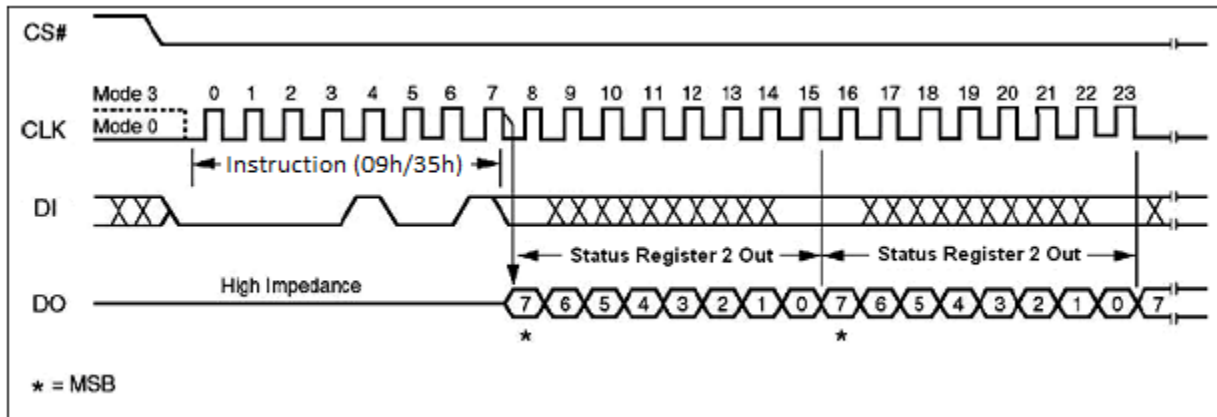 CS#
Mode 3
0 1 2 3 4 5 6 7 8 9 10 11 12 13 14 15 16 17 18 19 20 21 22 23
CLK
Mode 0
Instruction (09h/35h)
DI
Status Register 2 Out Status Register 2 Out
High Impedance
DO
7 6 5 4 3 2 1 0 7 6 5 4 3 2 1 0 7
* *
* = MSB